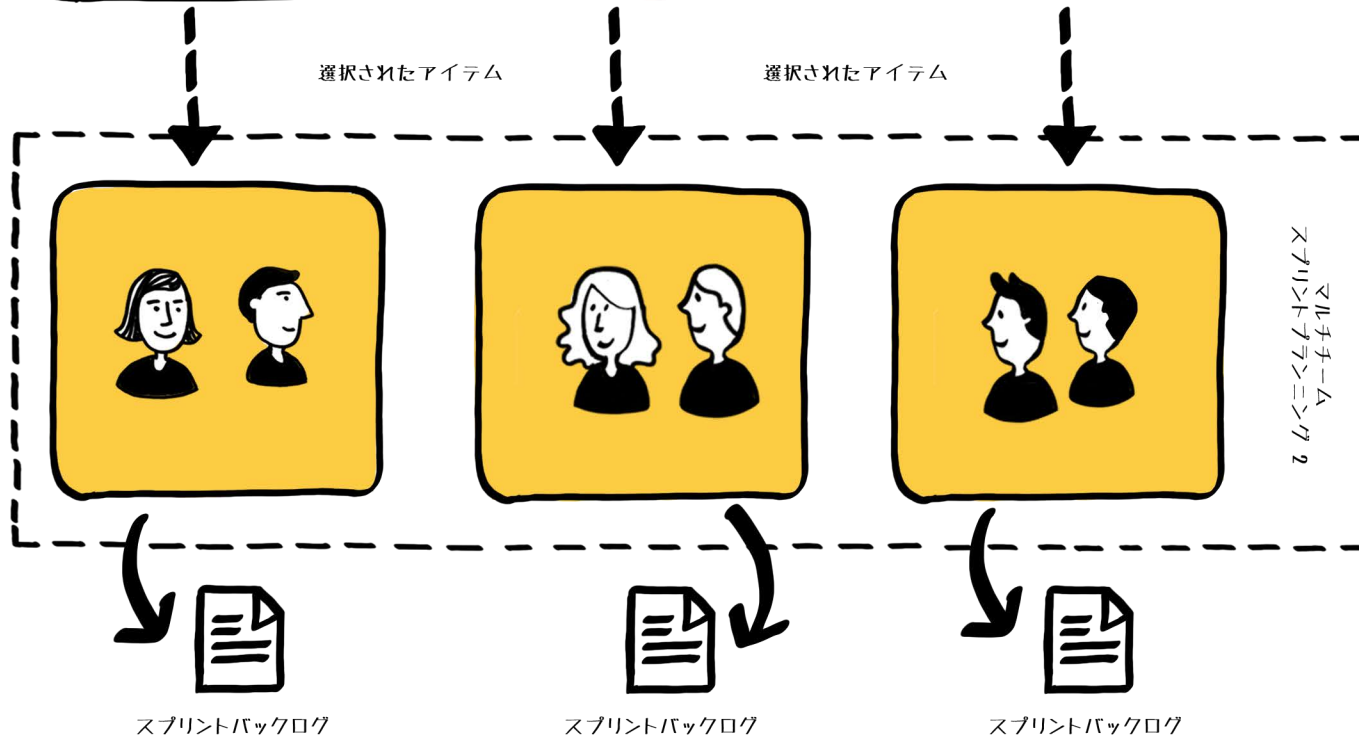 選択されたアイテム
選択されたアイテム
マルチチーム
スプリントプランニング 2
スプリントバックログ
スプリントバックログ
スプリントバックログ